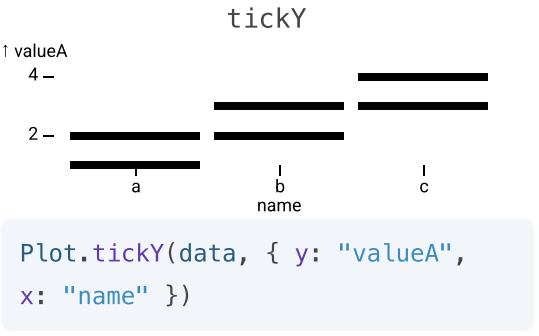 tickY
↑ valueA
4
2
a b c
name
Plot.tickY(data, { y: "valueA",
x: "name" })